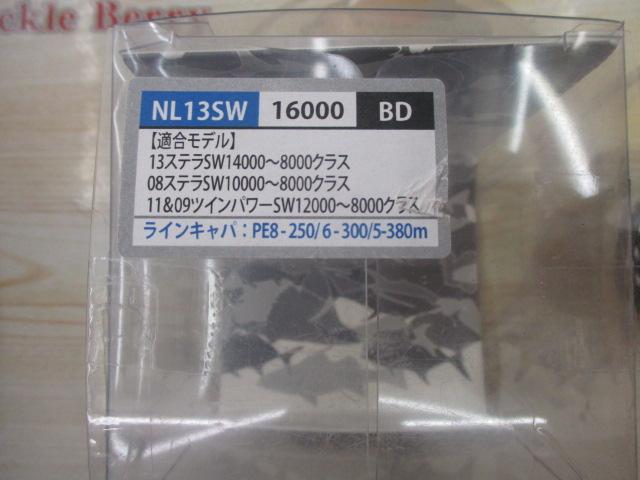 ckle Berry
NL13SW 16000 BD
【適合モデル】
13ステラSW14000～8000クラス
08ステラSW10000～8000クラス
11&09ツインパワーSW12000～8000クラス
ラインキャパ：PE8-250/6-300/5-380m